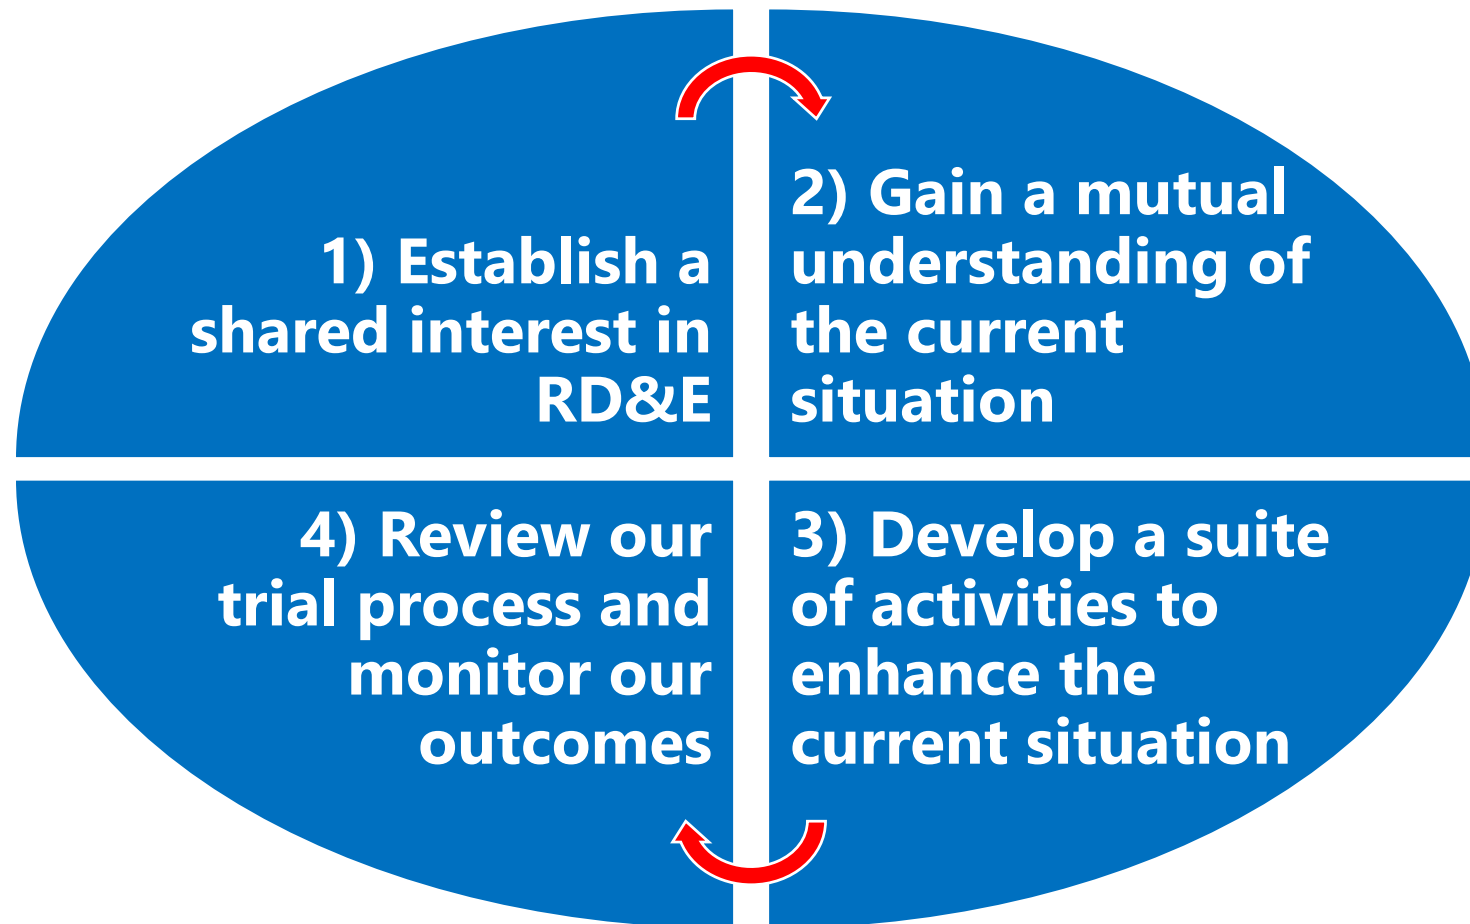 1) Establish a
shared interest in
RD&E
2) Gain a mutual
understanding of
the current
situation
3) Develop a suite
of activities to
enhance the
current situation
4) Review our
trial process and
monitor our
outcomes